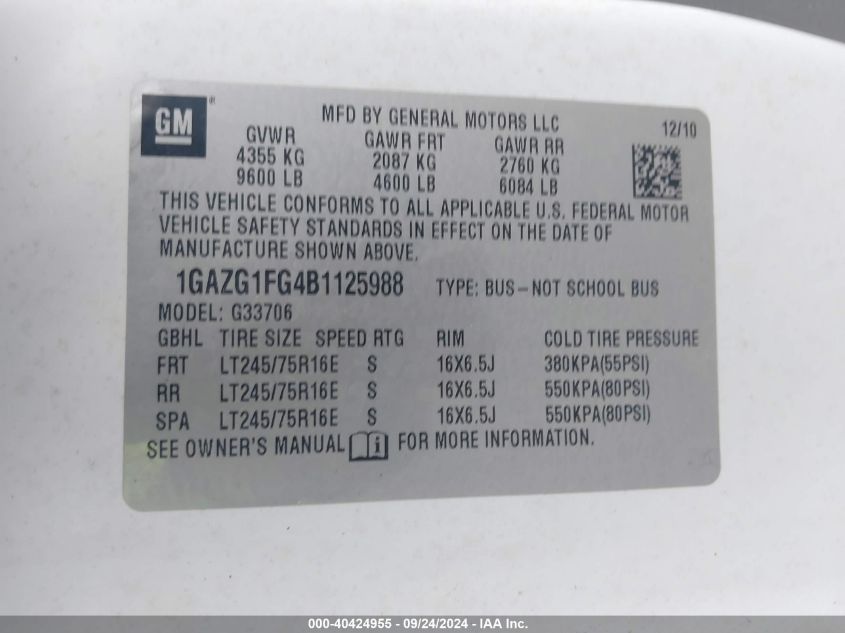 GM ®
MFD BY GENERAL MOTORS LLC 12/10
GVWR GAWR FRT GAWR RR
4355 KG 2087 KG 2760 KG
9600 LB 4600 LB 6084 LB
THIS VEHICLE CONFORMS TO ALL APPLICABLE U.S. FEDERAL MOTOR
VEHICLE SAFETY STANDARDS IN EFFECT ON THE DATE OF
MANUFACTURE SHOWN ABOVE.
1GAZG1FG4B1125988 TYPE: BUS-NOT SCHOOL BUS
MODEL: G33706
GBHL TIRE SIZE SPEED RTG RIM COLD TIRE PRESSURE
FRT LT245/75R16E S 16X6.5J 380KPA(55PSI)
RR LT245/75R16E S 16X6.5J 550KPA(80PSI)
SPA LT245/75R16E S 16X6.5J 550KPA(80PSI)
SEE OWNER'S MANUAL i FOR MORE INFORMATION.
000-40424955 - 09/24/2024 - IAA Inc.